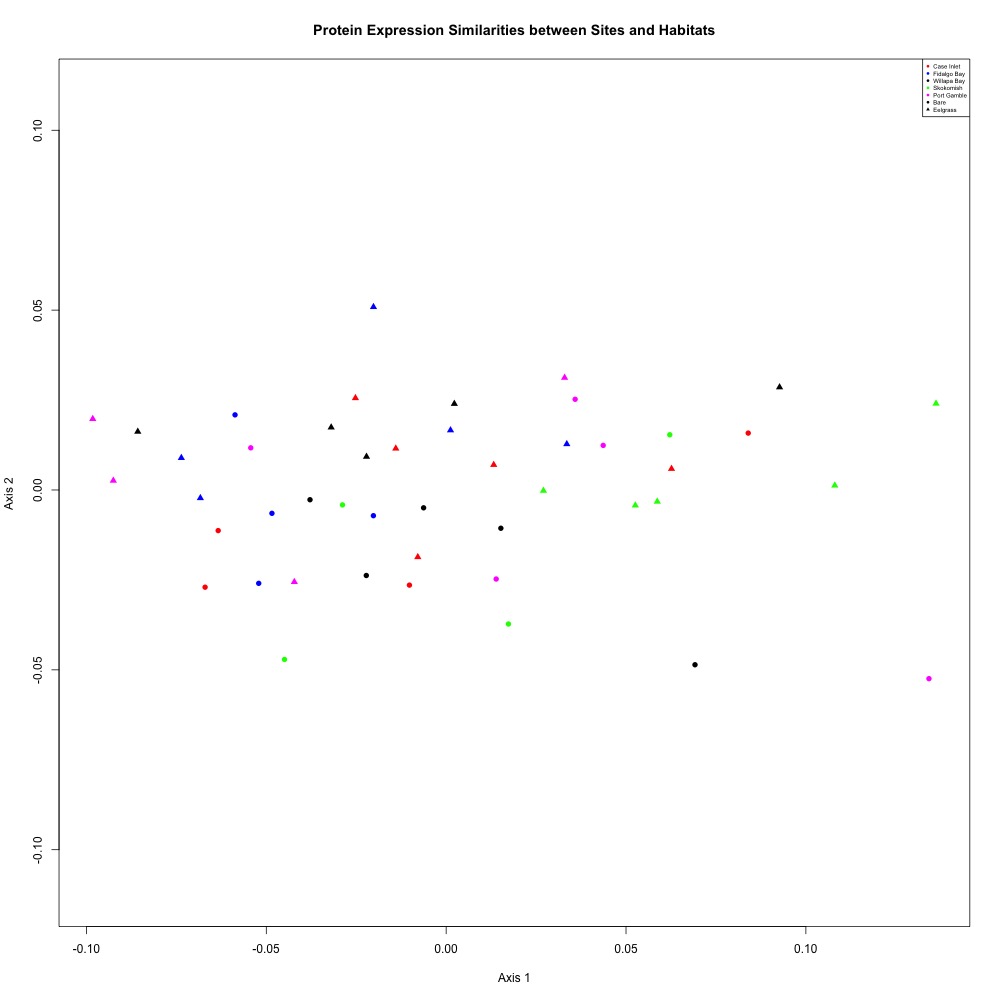 Protein Expression Similarities between Sites and Habitats
Case Inlet
Fidalgo Bay
Willapa Bay
Skokomish
Port Gamble
Bare
Eelgrass
0.10
0.05
0.00
-0.05
-0.10
Axis 2
-0.10
-0.05
0.00
0.05
0.10
Axis 1